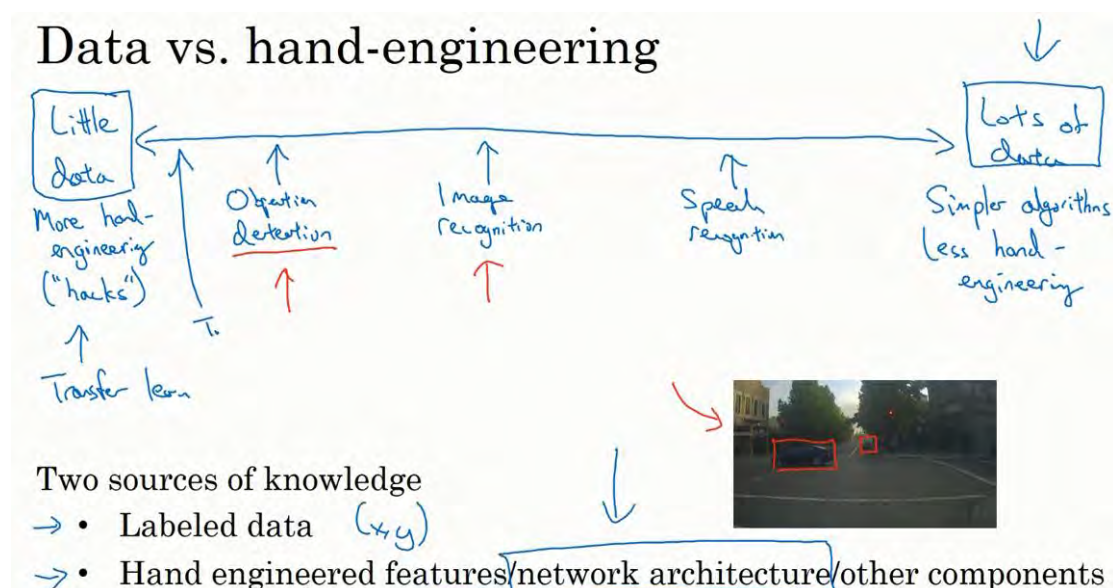 Data vs. hand-engineering
Little
data
Lots of
data
More hand-
engineering
("hacks")
Objection
detection
Image
recognition
Speech
recognition
Simpler algorithms
Less hand-
engineering
T.
Transfer learn
Two sources of knowledge
• Labeled data (x,y)
• Hand engineered features/network architecture/other components